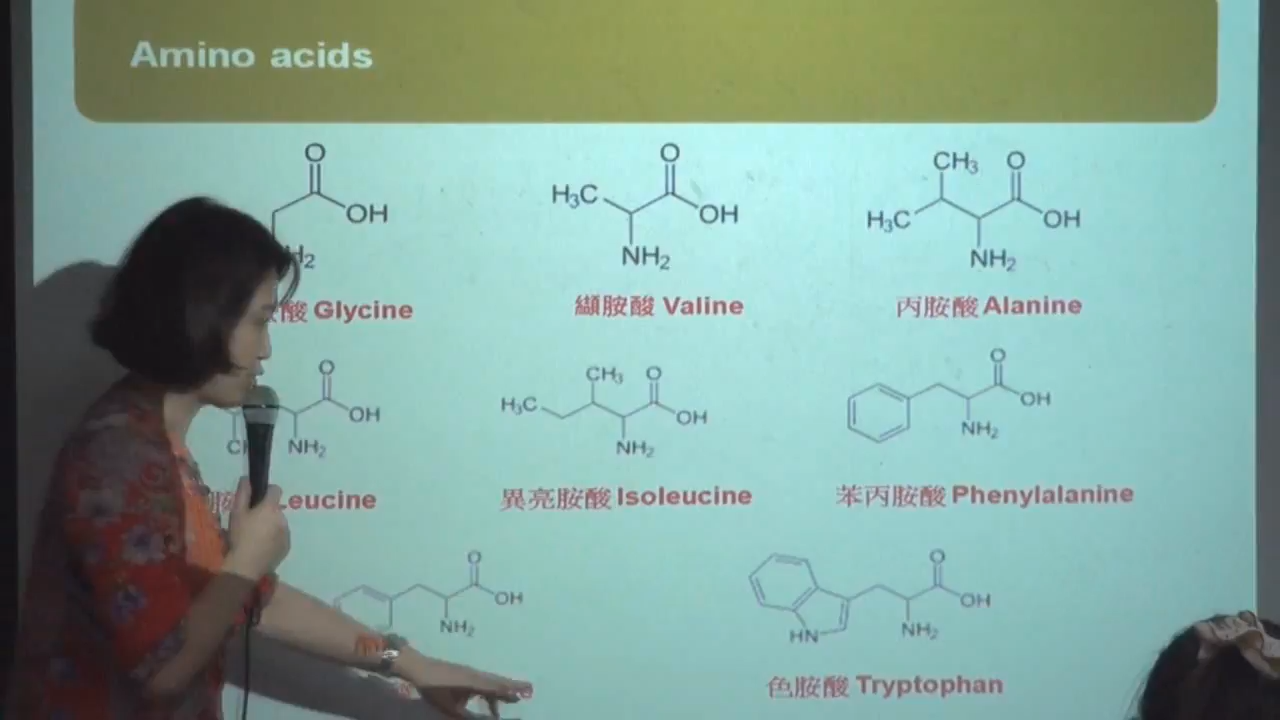 Amino acids
O
OH
H₂
酸 Glycine
O
H₃C
OH
NH₂
纈胺酸 Valine
CH₃ O
H₃C
OH
NH₂
丙胺酸 Alanine
O
OH
NH₂
Leucine
CH₃ O
H₃C
OH
NH₂
異亮胺酸 Isoleucine
O
OH
NH₂
苯丙胺酸 Phenylalanine
O
OH
NH₂
O
OH
NH₂
HN
色胺酸 Tryptophan